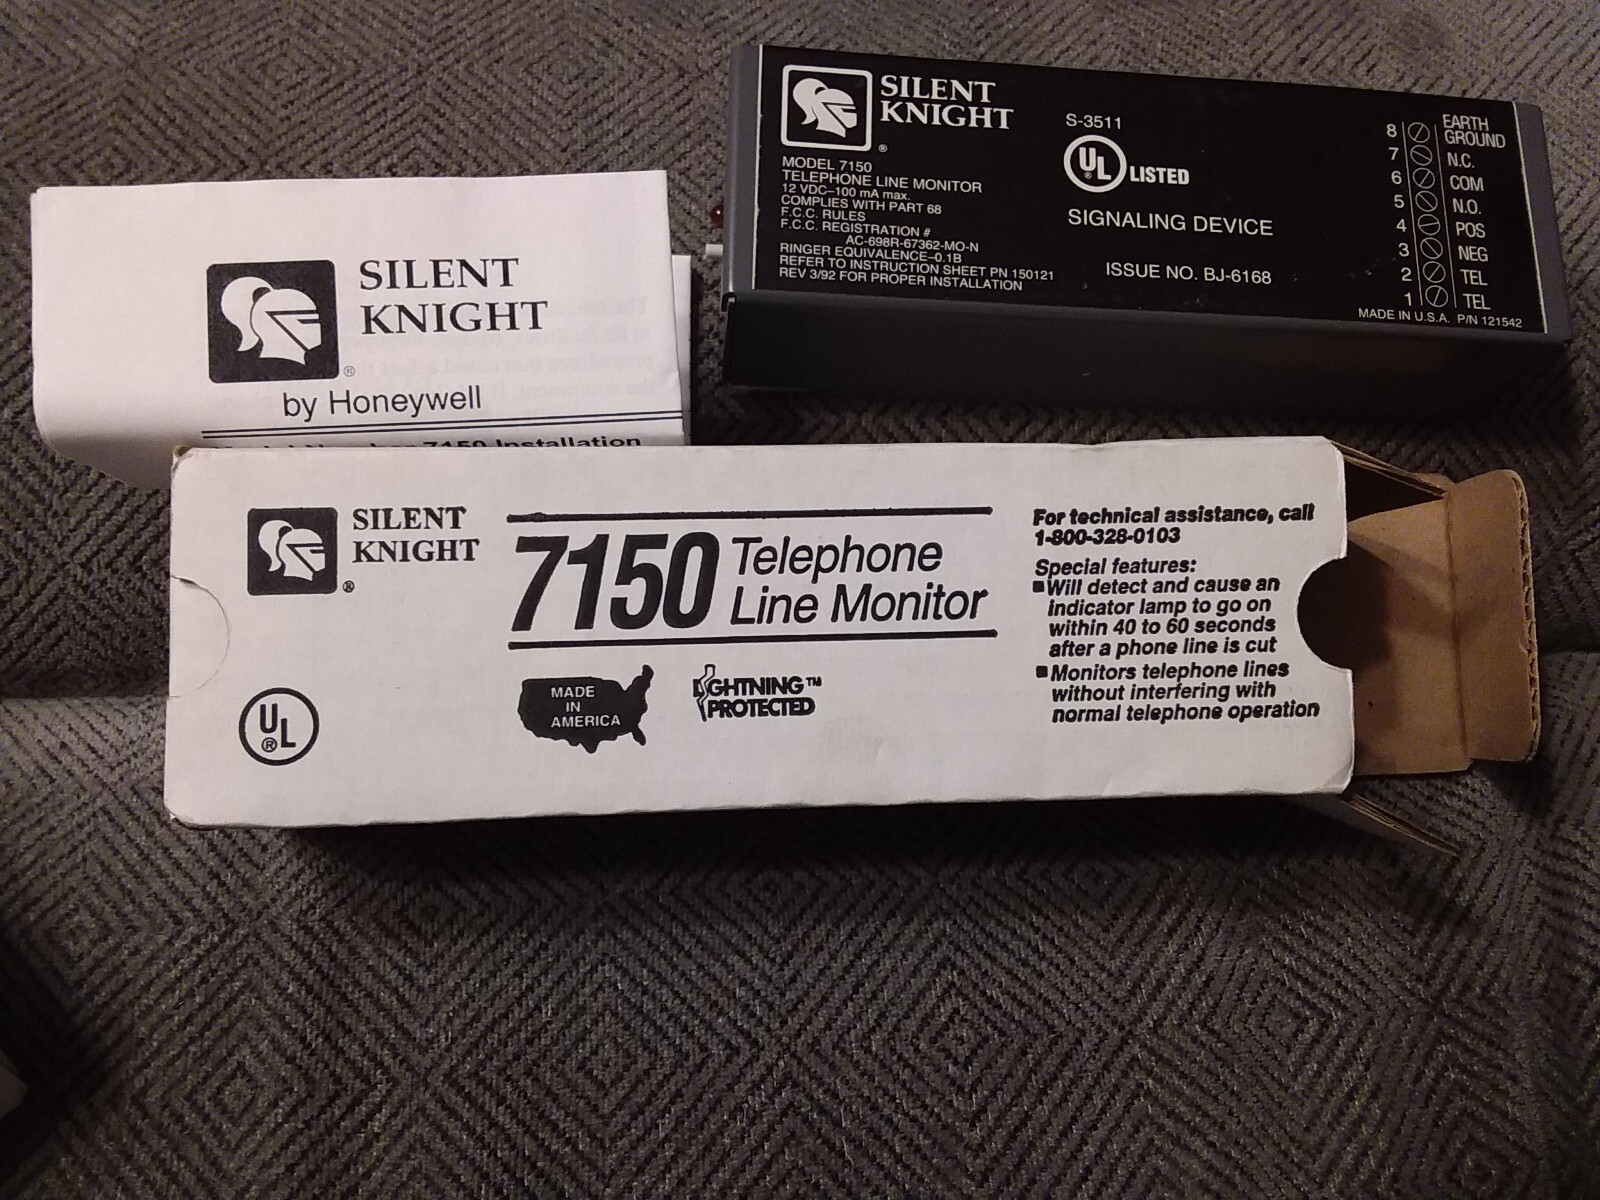 SILENT
KNIGHT
®
MODEL 7150
TELEPHONE LINE MONITOR
12 VDC–100 mA max.
COMPLIES WITH PART 68
F.C.C. RULES
F.C.C. REGISTRATION #
AC-698R-67362-MO-N
RINGER EQUIVALENCE–0.1B
REFER TO INSTRUCTION SHEET PN 150121
REV 3/92 FOR PROPER INSTALLATION
S-3511
UL® LISTED
SIGNALING DEVICE
ISSUE NO. BJ-6168
8 EARTH
GROUND
7 N.C.
6 COM
5 N.O.
4 POS
3 NEG
2 TEL
1 TEL
MADE IN U.S.A. P/N 121542
SILENT
KNIGHT
®
by Honeywell
Model Number 7150 Installation
SILENT
KNIGHT
®
UL®
7150 Telephone
Line Monitor
MADE
IN
AMERICA
LIGHTNING™
PROTECTED
For technical assistance, call
1-800-328-0103
Special features:
■Will detect and cause an
indicator lamp to go on
within 40 to 60 seconds
after a phone line is cut
■Monitors telephone lines
without interfering with
normal telephone operation